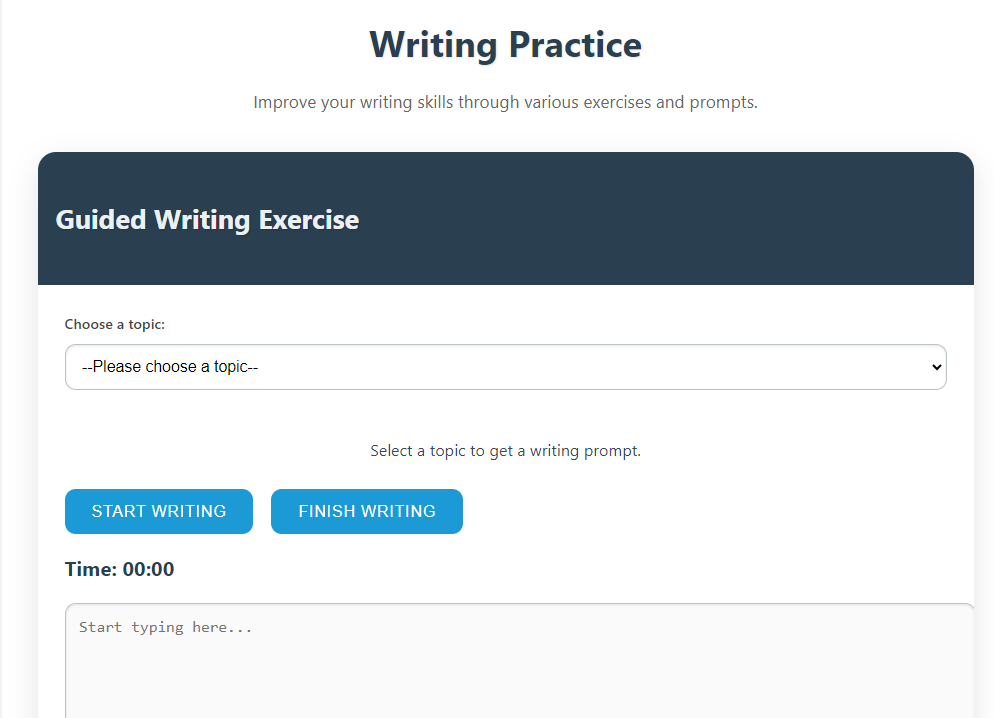 Writing Practice
Improve your writing skills through various exercises and prompts.
Guided Writing Exercise
Choose a topic:
--Please choose a topic--
Select a topic to get a writing prompt.
START WRITING
FINISH WRITING
Time: 00:00
Start typing here...